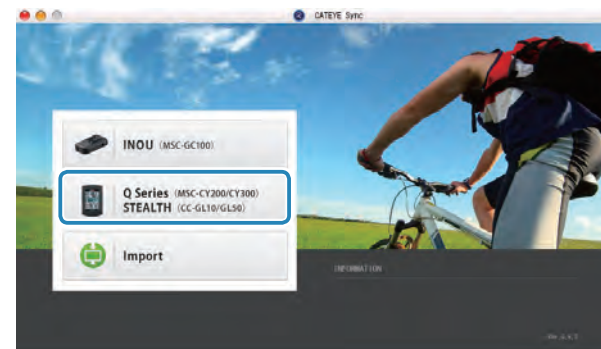 CATEYE Sync
INOU (MSC-GC100)
Q Series (MSC-CY200/CY300)
STEALTH (CC-GL10/GL50)
Import
INFORMATION